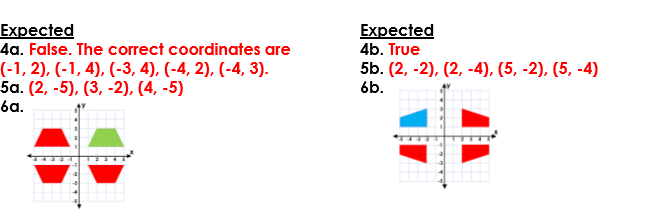 Expected
4a. False. The correct coordinates are
(-1, 2), (-1, 4), (-3, 4), (-4, 2), (-4, 3).
5a. (2, -5), (3, -2), (4, -5)
6a.
Expected
4b. True
5b. (2, -2), (2, -4), (5, -2), (5, -4)
6b.